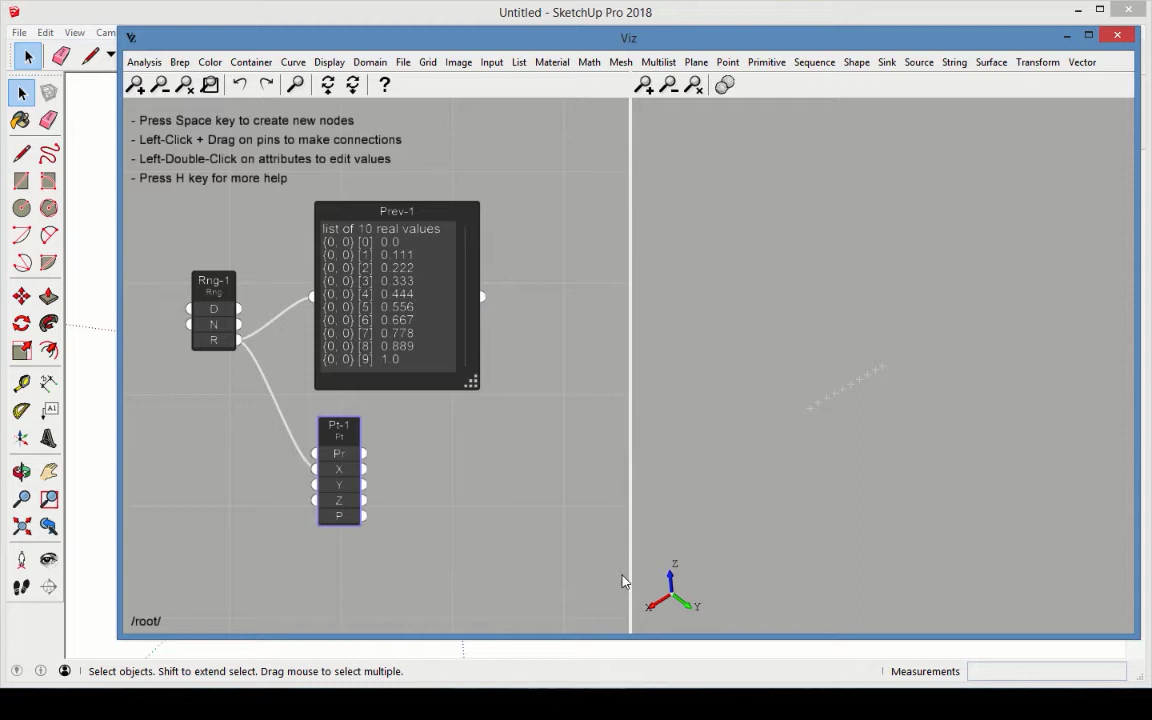 Untitled - SketchUp Pro 2018
File Edit View Cam
Viz
Analysis Brep Color Container Curve Display Domain File Grid Image Input List Material Math Mesh Multilist Plane Point Primitive Sequence Shape Sink Source String Surface Transform Vector
- Press Space key to create new nodes
- Left-Click + Drag on pins to make connections
- Left-Double-Click on attributes to edit values
- Press H key for more help
Prev-1
list of 10 real values
{0, 0} [0] 0.0
{0, 0} [1] 0.111
{0, 0} [2] 0.222
{0, 0} [3] 0.333
{0, 0} [4] 0.444
{0, 0} [5] 0.556
{0, 0} [6] 0.667
{0, 0} [7] 0.778
{0, 0} [8] 0.889
{0, 0} [9] 1.0
Rng-1
Rng
D
N
R
Pt-1
Pt
Pr
X
Y
Z
P
Z
X
Y
A1
/root/
Select objects. Shift to extend select. Drag mouse to select multiple.
Measurements